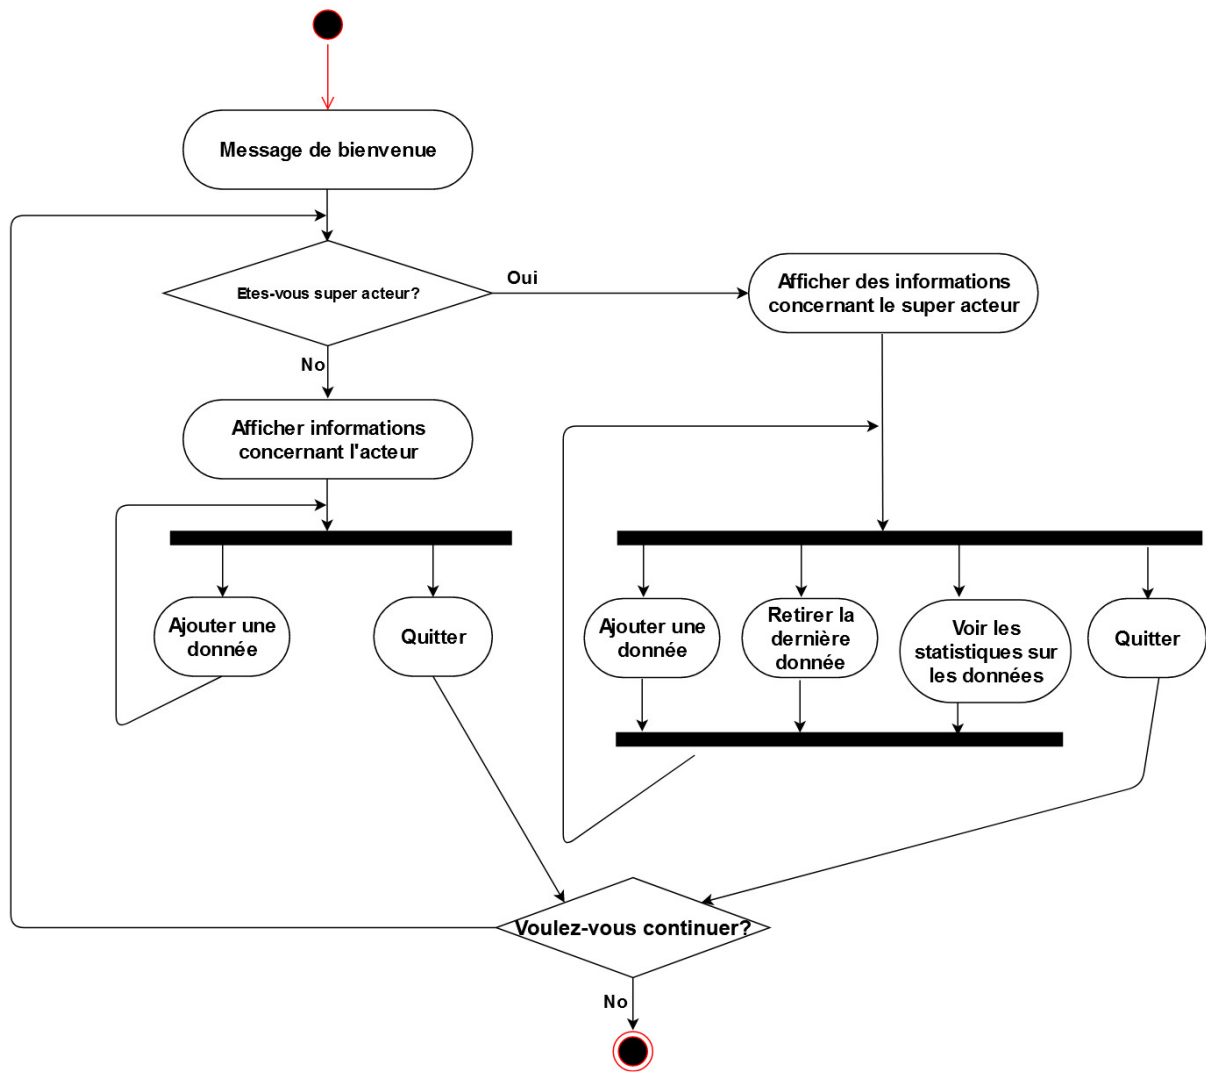 Message de bienvenue
Etes-vous super acteur?
Oui
Afficher des informations
concernant le super acteur
No
Afficher informations
concernant l'acteur
Ajouter une
donnée
Quitter
Ajouter une
donnée
Retirer la
dernière
donnée
Voir les
statistiques sur
les données
Quitter
Voulez-vous continuer?
No